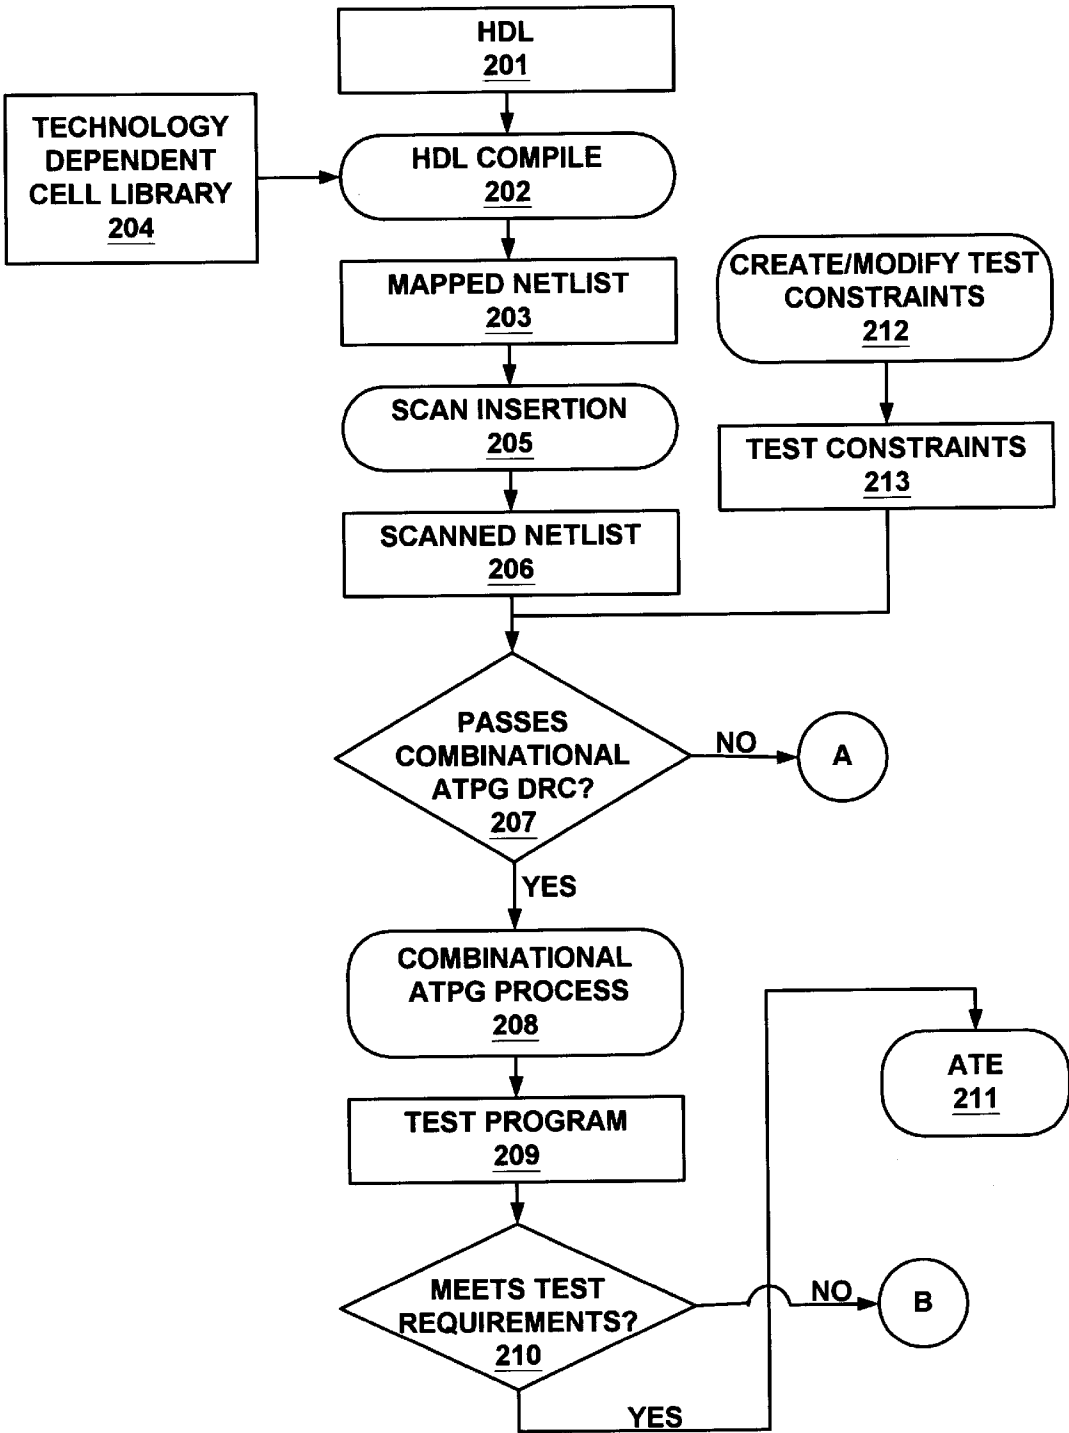 HDL
201
TECHNOLOGY
DEPENDENT
CELL LIBRARY
204
HDL COMPILE
202
MAPPED NETLIST
203
CREATE/MODIFY TEST
CONSTRAINTS
212
SCAN INSERTION
205
TEST CONSTRAINTS
213
SCANNED NETLIST
206
PASSES
COMBINATIONAL
ATPG DRC?
207
NO
A
YES
COMBINATIONAL
ATPG PROCESS
208
ATE
211
TEST PROGRAM
209
MEETS TEST
REQUIREMENTS?
210
NO
B
YES